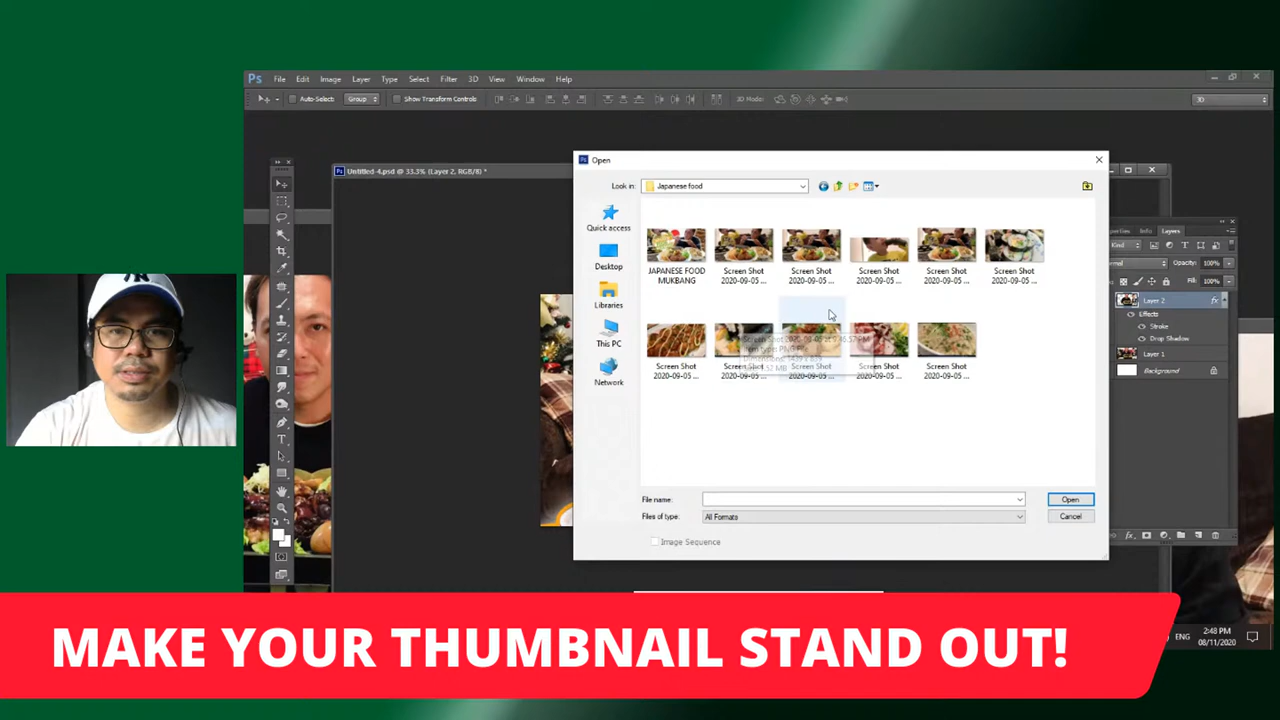 Ps File Edit Image Layer Type Select Filter 3D View Window Help
Auto-Select: Group Show Transform Controls 3D Mode: 3D
Untitled-4.psd @ 33.3% (Layer 2, RGB/8) *
Ps Open
Look in: Japanese food
Quick access
Desktop
Libraries
This PC
Network
JAPANESE FOOD MUKBANG
Screen Shot 2020-09-05 ...
Screen Shot 2020-09-05 ...
Screen Shot 2020-09-05 ...
Screen Shot 2020-09-05 ...
Screen Shot 2020-09-05 ...
Screen Shot 2020-09-05 ...
Screen Shot 2020-09-05 ...
Screen Shot 2020-09-05 ...
Screen Shot 2020-09-05 ...
Screen Shot 2020-09-05 ...
File name: Open
Files of type: All Formats Cancel
Image Sequence
Info Layers
Kind
Opacity: 100%
Fill: 100%
Layer 2 fx
Effects
Stroke
Drop Shadow
Layer 1
Background
ENG 2:48 PM
08/11/2020
MAKE YOUR THUMBNAIL STAND OUT!